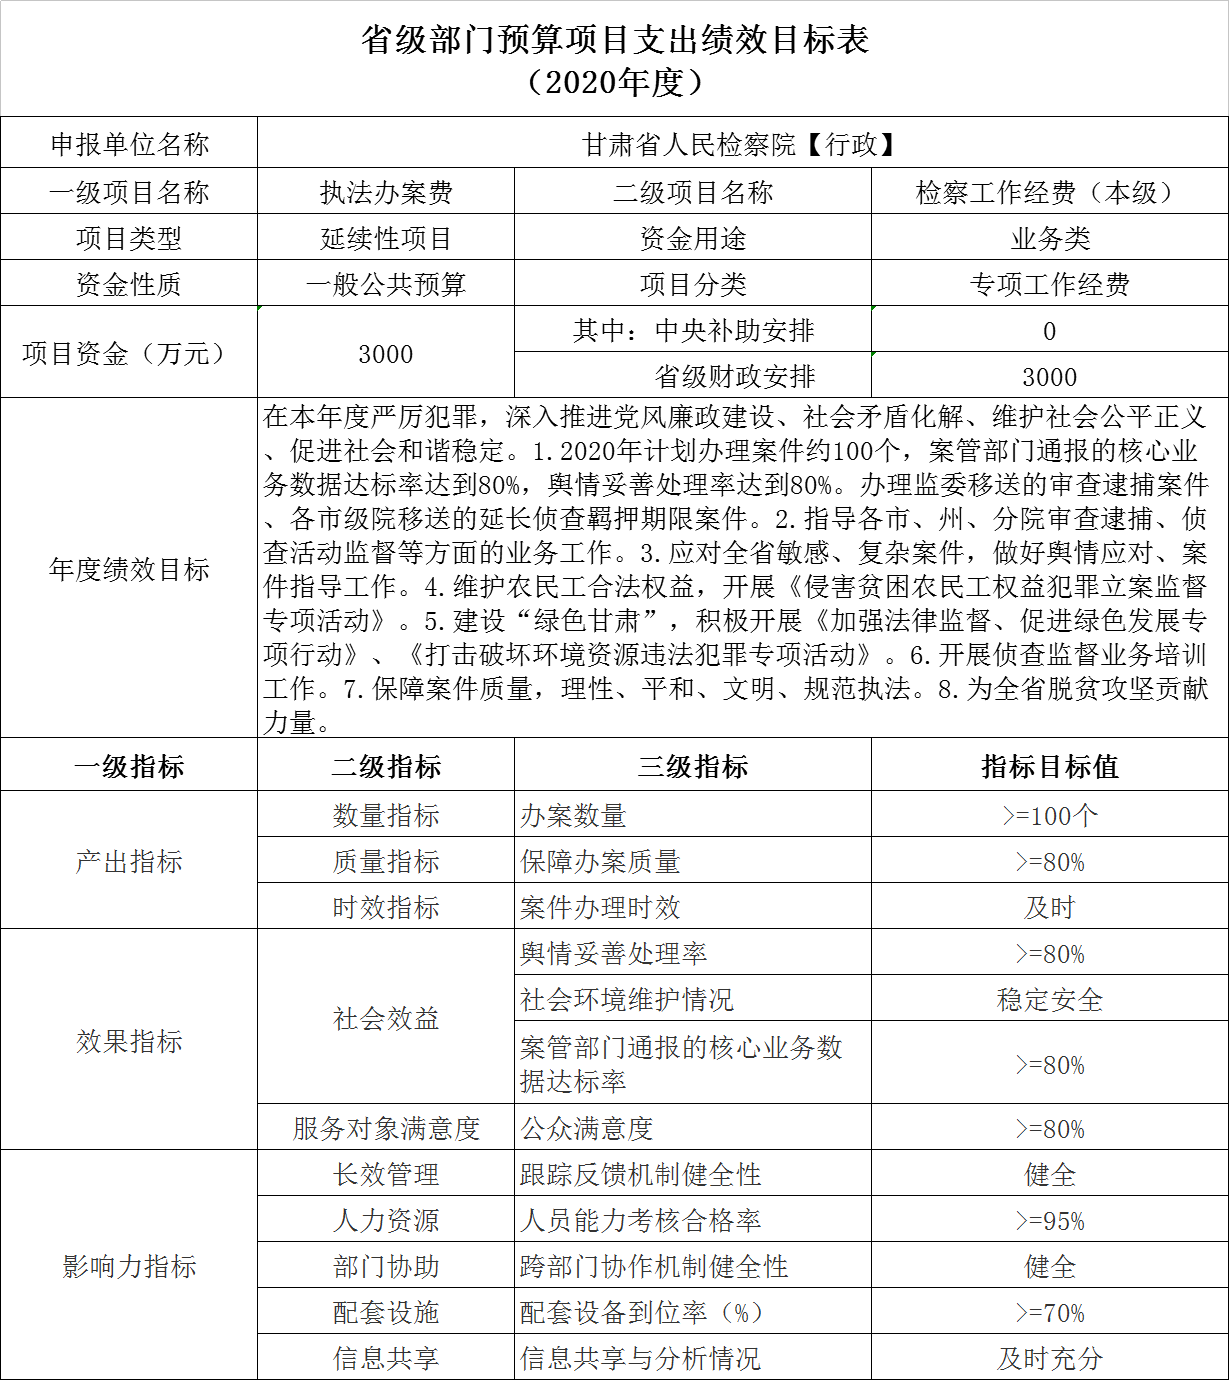 省级部门预算项目支出绩效目标表
（2020年度）
申报单位名称 甘肃省人民检察院【行政】
一级项目名称 执法办案费 二级项目名称 检察工作经费（本级）
项目类型 延续性项目 资金用途 业务类
资金性质 一般公共预算 项目分类 专项工作经费
项目资金（万元） 3000 其中：中央补助安排 0
省级财政安排 3000
年度绩效目标
在本年度严厉犯罪，深入推进党风廉政建设、社会矛盾化解、维护社会公平正义
、促进社会和谐稳定。1.2020年计划办理案件约100个，案管部门通报的核心业
务数据达标率达到80%，舆情妥善处理率达到80%。办理监委移送的审查逮捕案件
、各市级院移送的延长侦查羁押期限案件。2.指导各市、州、分院审查逮捕、侦
查活动监督等方面的业务工作。3.应对全省敏感、复杂案件，做好舆情应对、案
件指导工作。4.维护农民工合法权益，开展《侵害贫困农民工权益犯罪立案监督
专项活动》。5.建设“绿色甘肃”，积极开展《加强法律监督、促进绿色发展专
项行动》、《打击破坏环境资源违法犯罪专项活动》。6.开展侦查监督业务培训
工作。7.保障案件质量，理性、平和、文明、规范执法。8.为全省脱贫攻坚贡献
力量。
一级指标 二级指标 三级指标 指标目标值
产出指标 数量指标 办案数量 >=100个
质量指标 保障办案质量 >=80%
时效指标 案件办理时效 及时
效果指标 社会效益 舆情妥善处理率 >=80%
社会环境维护情况 稳定安全
案管部门通报的核心业务数
据达标率 >=80%
服务对象满意度 公众满意度 >=80%
影响力指标 长效管理 跟踪反馈机制健全性 健全
人力资源 人员能力考核合格率 >=95%
部门协助 跨部门协作机制健全性 健全
配套设施 配套设备到位率（%） >=70%
信息共享 信息共享与分析情况 及时充分